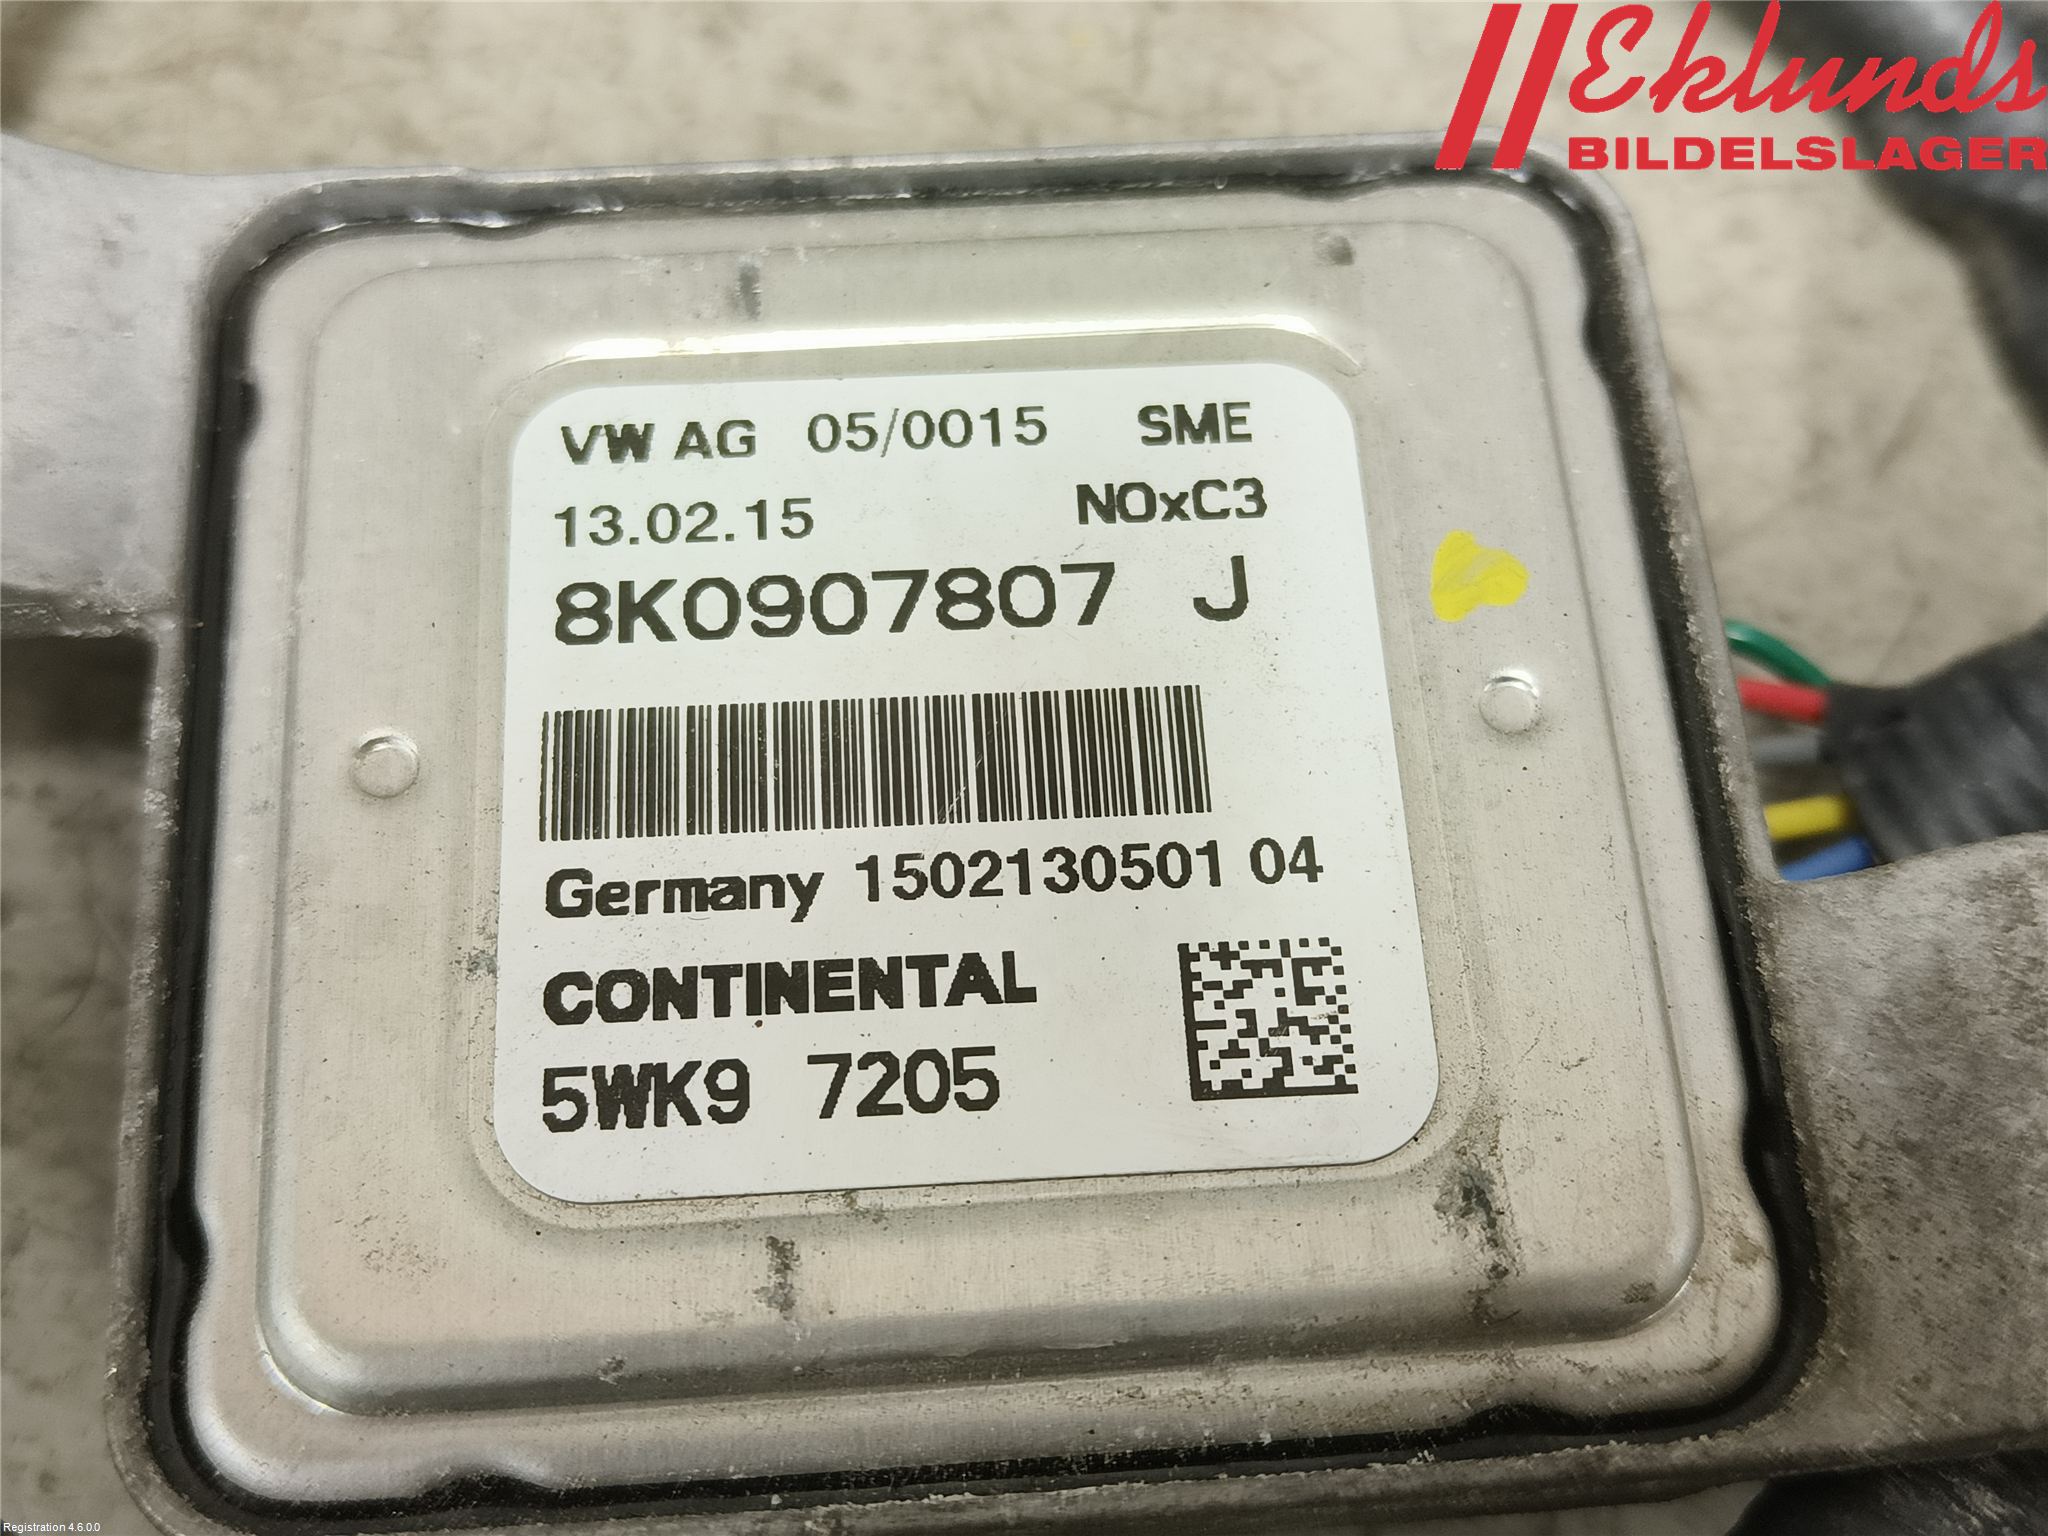 Eklunds
BILDELSLAGER
VW AG 05/0015 SME
13.02.15 NOxC3
8K0907807 J
Germany 1502130501 04
CONTINENTAL
5WK9 7205
Registration 4.6.0.0